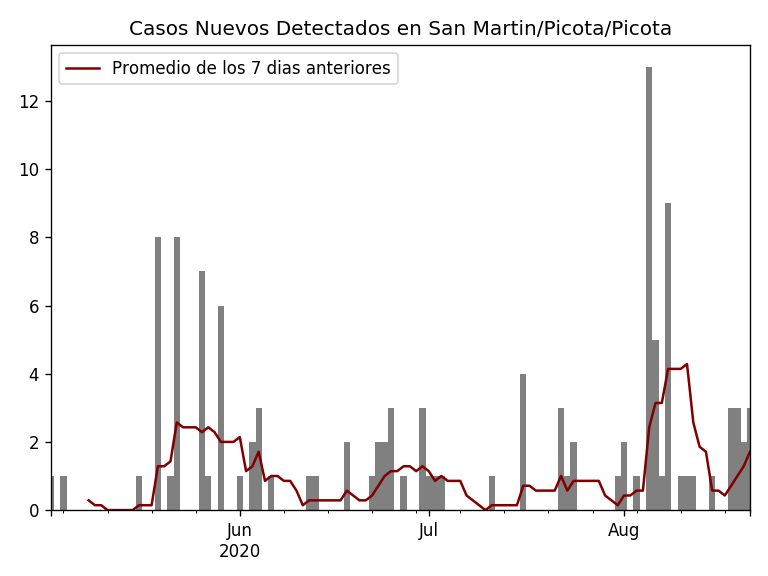 Casos Nuevos Detectados en San Martin/Picota/Picota
Promedio de los 7 dias anteriores
12
10
8
6
4
2
0
Jun
2020
Jul
Aug